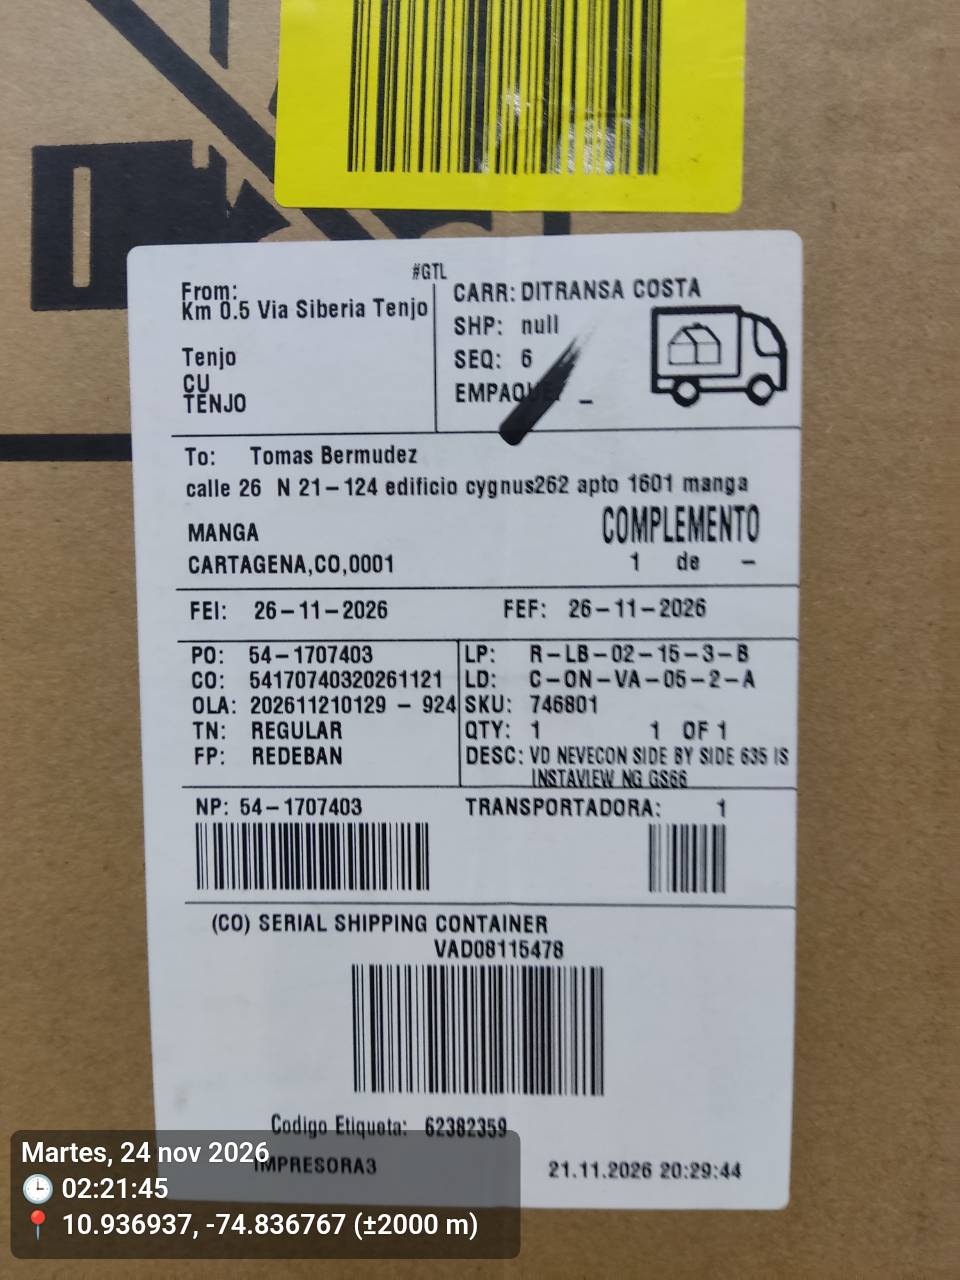 #GTL
From:
Km 0.5 Via Siberia Tenjo
Tenjo
CU
TENJO
CARR: DITRANSA COSTA
SHP: null
SEQ: 6
_
To: Tomas Bermudez
calle 26 N 21-124 edificio cygnus262 apto 1601 manga
MANGA
CARTAGENA,CO,0001
COMPLEMENTO
1 de -
FEI: 26-11-2026 FEF: 26-11-2026
PO: 54-1707403
CO: 54170740320261121
OLA: 202611210129 - 924
TN: REGULAR
FP: REDEBAN
LP: R-LB-02-15-3-B
LD: C-ON-VA-05-2-A
SKU: 746801
QTY: 1 1 OF 1
DESC: VD NEVECON SIDE BY SIDE 635 IS
INSTAVIEW NG GS66
NP: 54-1707403 TRANSPORTADORA: 1
(CO) SERIAL SHIPPING CONTAINER
VAD08115478
Codigo Etiqueta: 62382359
IMPRESORA3 21.11.2026 20:29:44
Martes, 24 nov 2026
02:21:45
10.936937, -74.836767 (±2000 m)